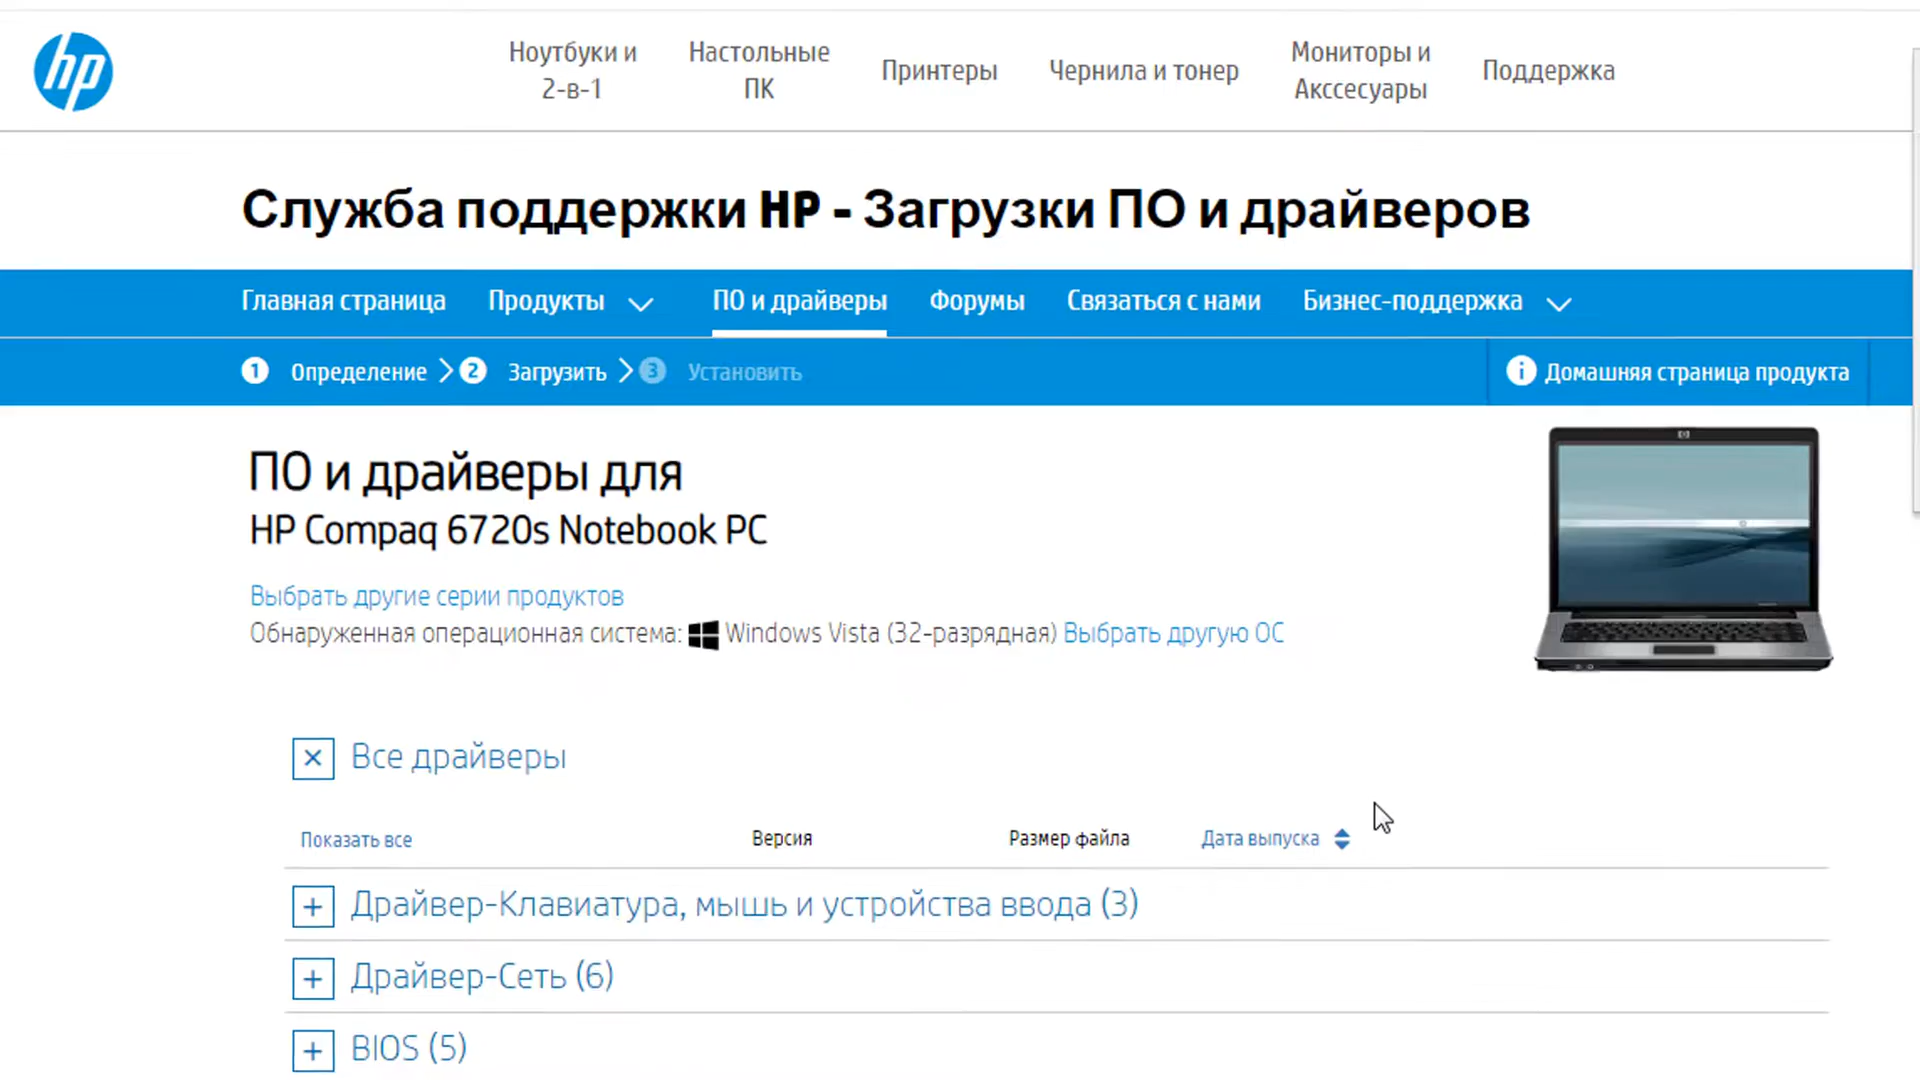 hp
Ноутбуки и
2-в-1
Настольные
ПК
Принтеры
Чернила и тонер
Мониторы и
Акссесуары
Поддержка
Служба поддержки HP - Загрузки ПО и драйверов
Главная страница Продукты ПО и драйверы Форумы Связаться с нами Бизнес-поддержка
1 Определение 2 Загрузить 3 Установить i Домашняя страница продукта
ПО и драйверы для
HP Compaq 6720s Notebook PC
Выбрать другие серии продуктов
Обнаруженная операционная система: Windows Vista (32-разрядная) Выбрать другую ОС
Все драйверы
Показать все Версия Размер файла Дата выпуска
Драйвер-Клавиатура, мышь и устройства ввода (3)
Драйвер-Сеть (6)
BIOS (5)